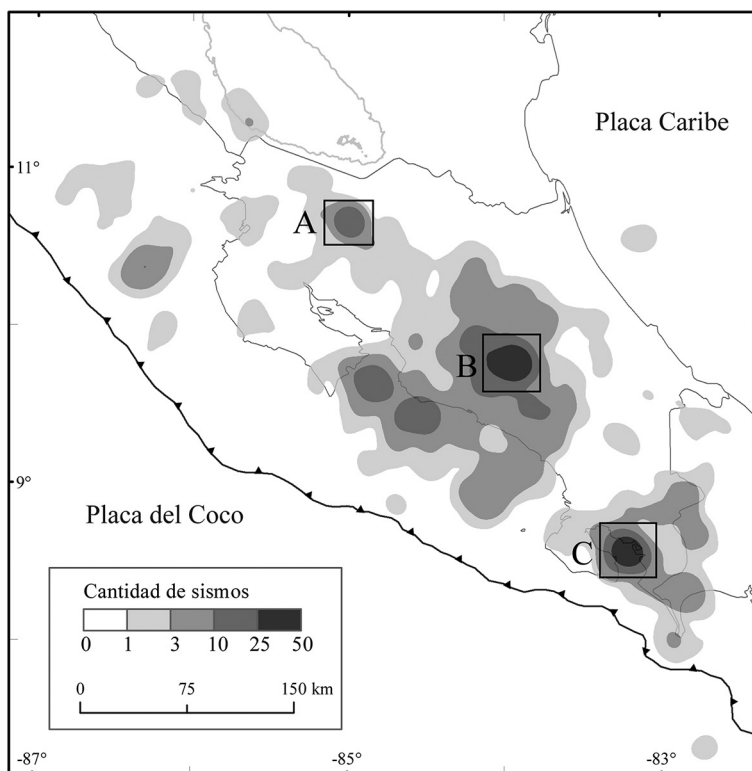 Placa Caribe
11°
A
B
9°
Placa del Coco
C
Cantidad de sismos
0 1 3 10 25 50
0 75 150 km
-87° -85° -83°